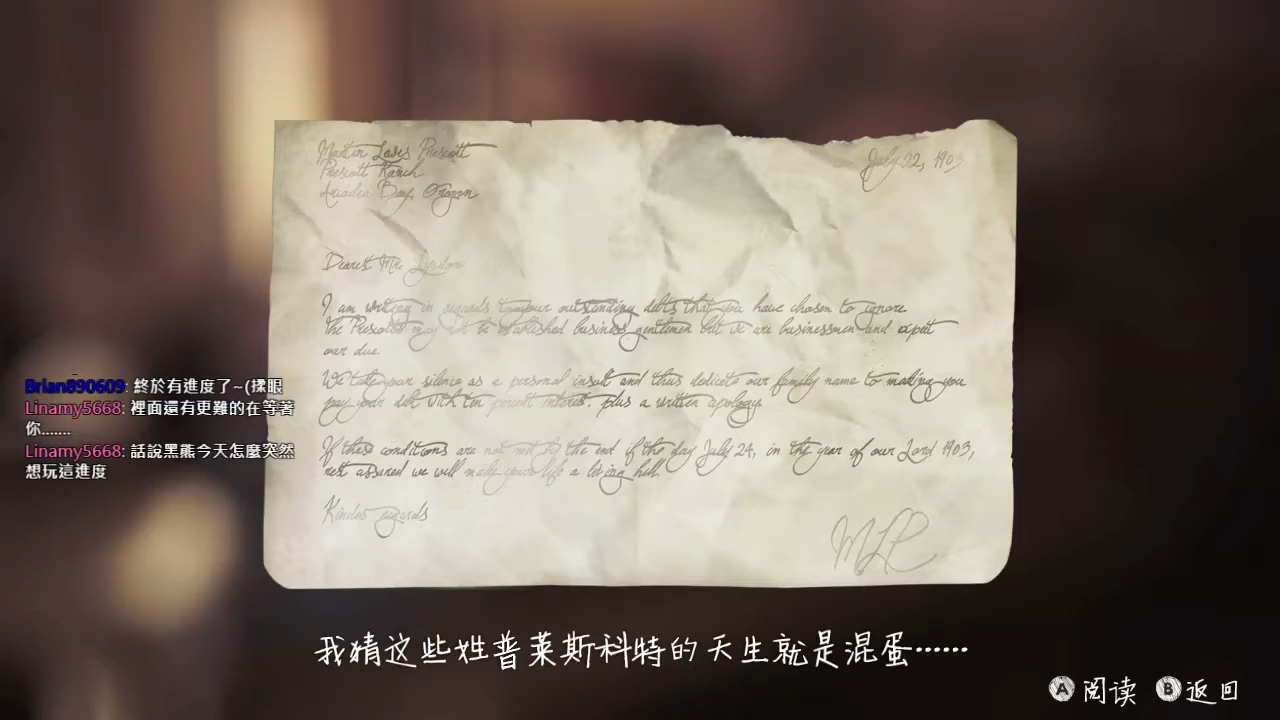 Martin Lewis Prescott
Prescott Ranch
Arcadia Bay, Oregon
July 22, 1903
Dearest Mr. Lyndon
I am writing in regards to your outstanding debts that you have chosen to ignore.
The Prescotts may not be established business gentlemen but we are businessmen and expect
our due.
We take your silence as a personal insult and thus dedicate our family name to making you
pay your debt with ten percent interest, plus a written apology.
If these conditions are not met by the end if the day July 24, in the year of our Lord 1903,
rest assured we will make your life a living hell.
Kindes regards
MLP
Brian890609: 終於有進度了~(揉眼
Linamy5668: 裡面還有更難的在等著
你.......
Linamy5668: 話說黑熊今天怎麼突然
想玩這進度
我猜这些姓普莱斯科特的天生就是混蛋……
A 阅读 B 返回